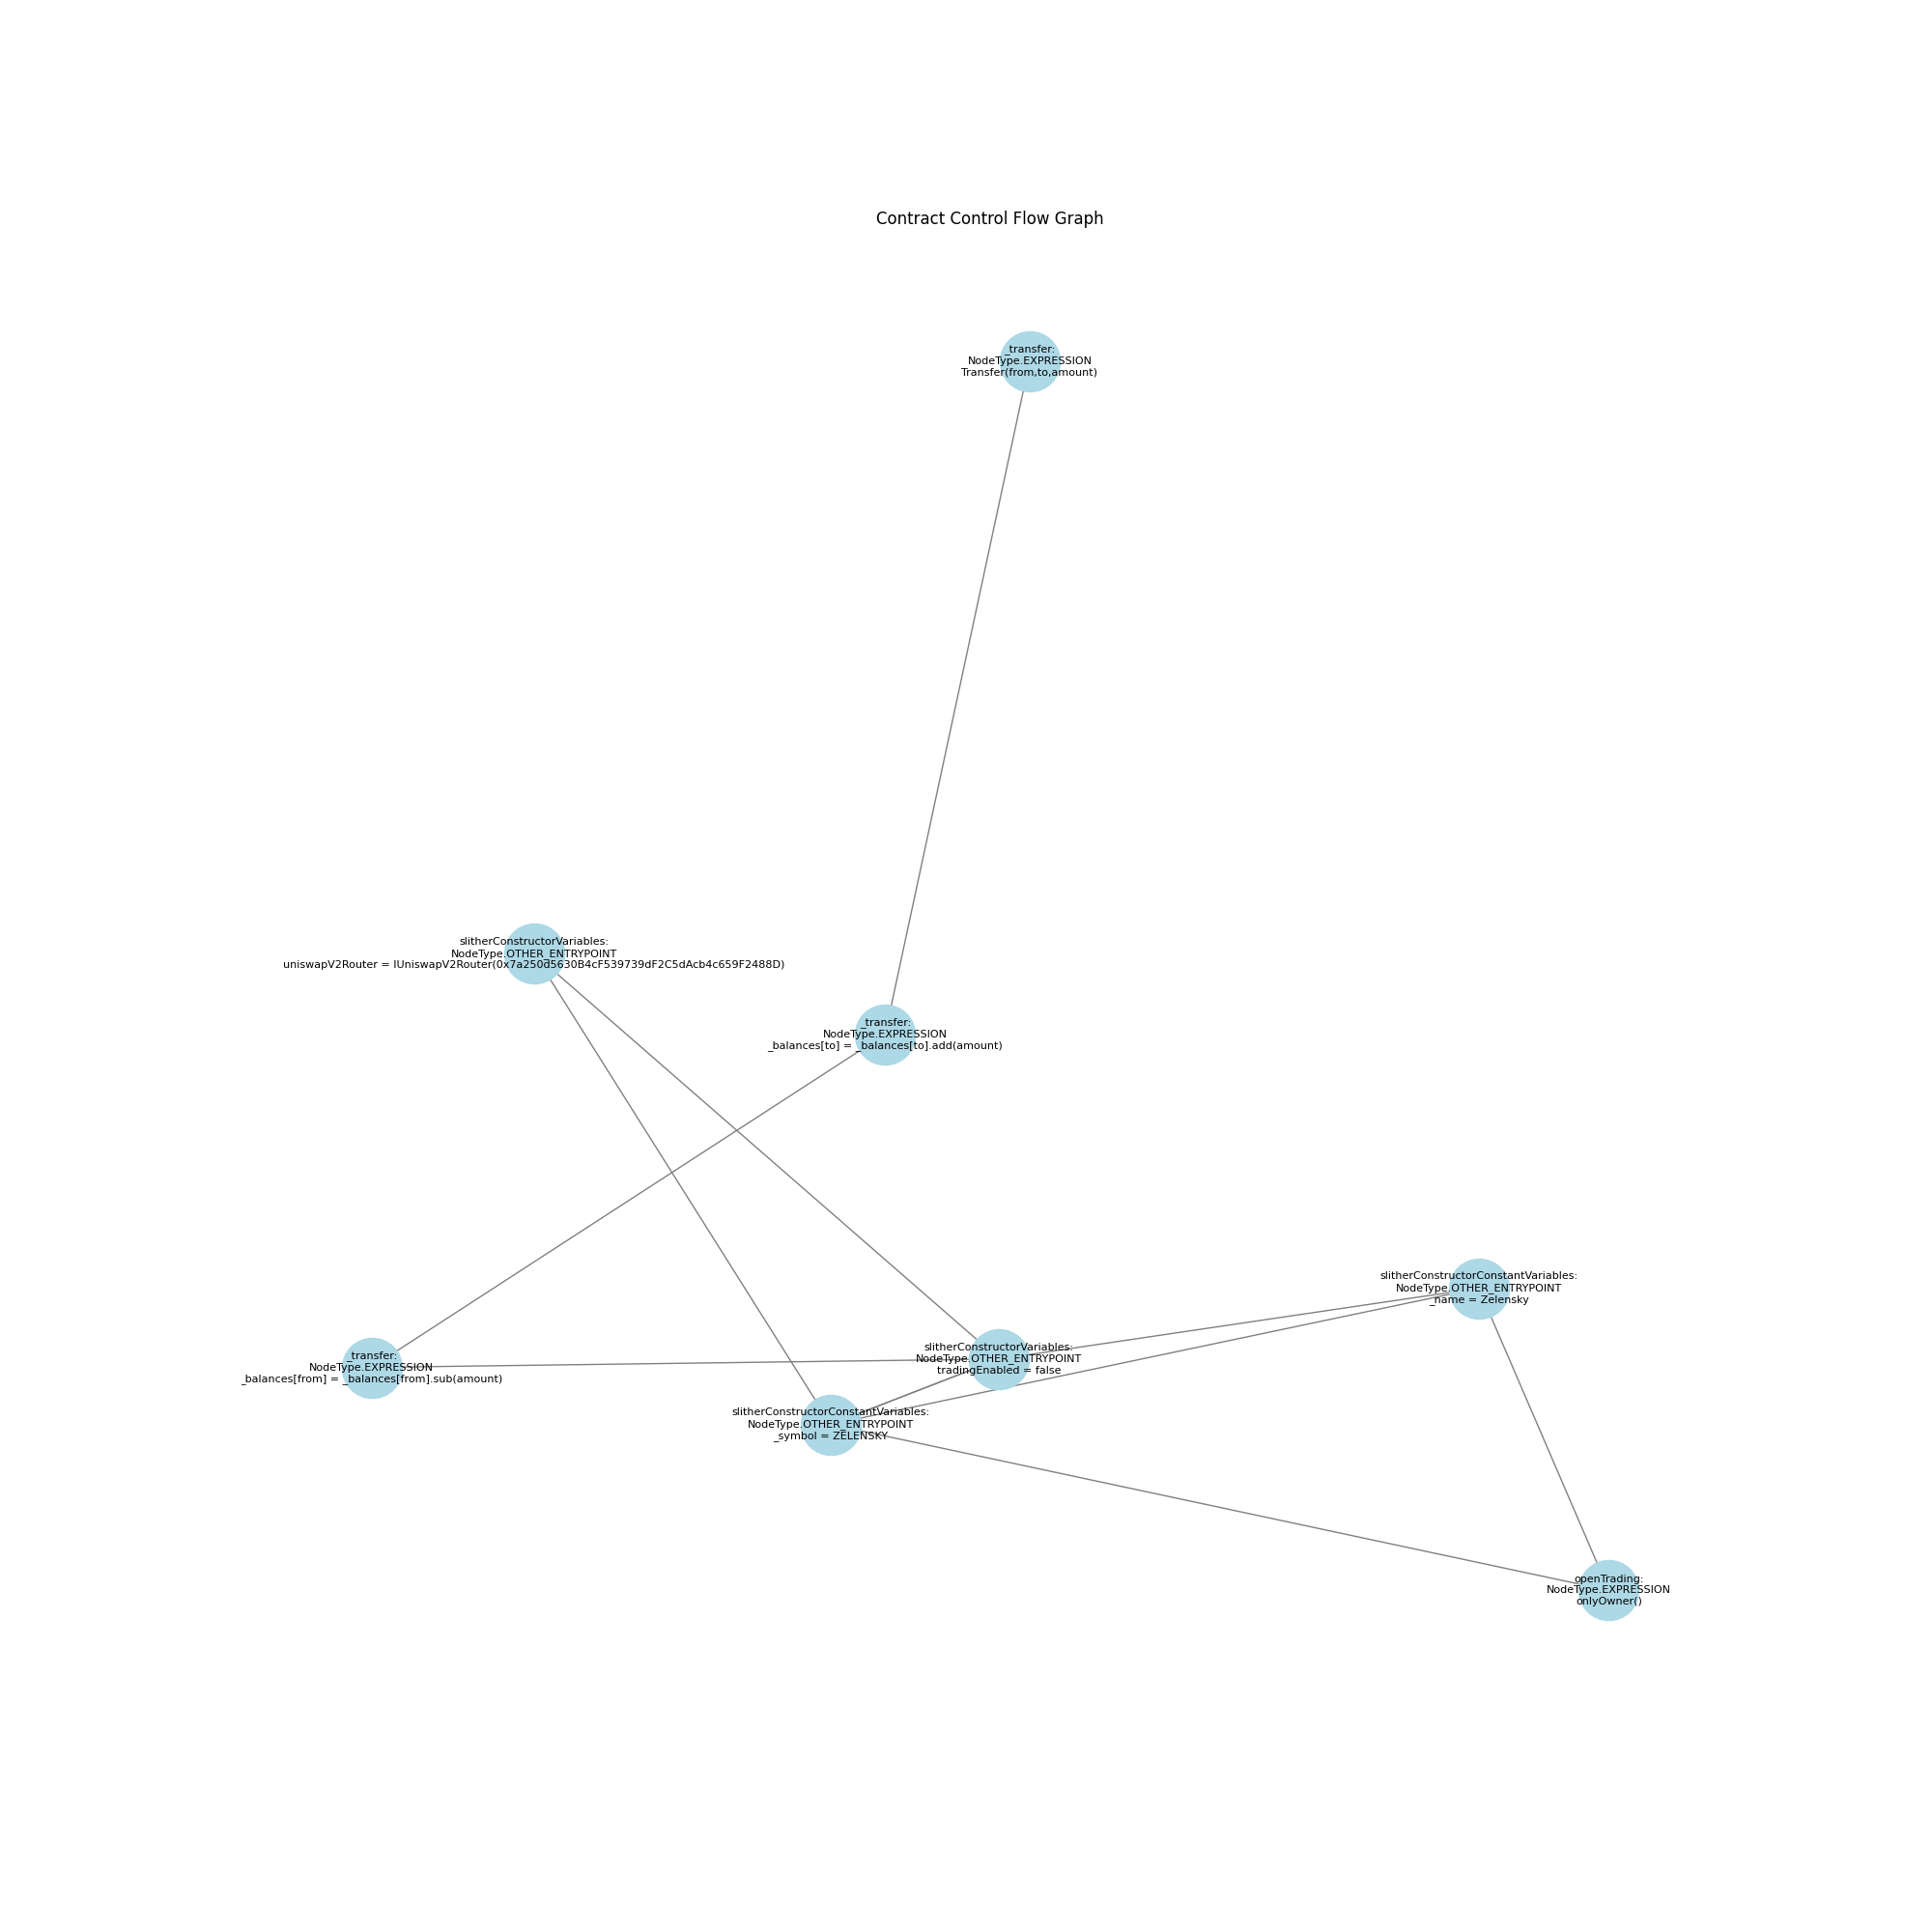 Contract Control Flow Graph
_transfer:
NodeType.EXPRESSION
Transfer(from,to,amount)
slitherConstructorVariables:
NodeType.OTHER_ENTRYPOINT
uniswapV2Router = IUniswapV2Router(0x7a250d5630B4cF539739dF2C5dAcb4c659F2488D)
_transfer:
NodeType.EXPRESSION
_balances[to] = _balances[to].add(amount)
slitherConstructorConstantVariables:
NodeType.OTHER_ENTRYPOINT
_name = Zelensky
slitherConstructorVariables:
NodeType.OTHER_ENTRYPOINT
tradingEnabled = false
_transfer:
NodeType.EXPRESSION
_balances[from] = _balances[from].sub(amount)
slitherConstructorConstantVariables:
NodeType.OTHER_ENTRYPOINT
_symbol = ZELENSKY
openTrading:
NodeType.EXPRESSION
onlyOwner()